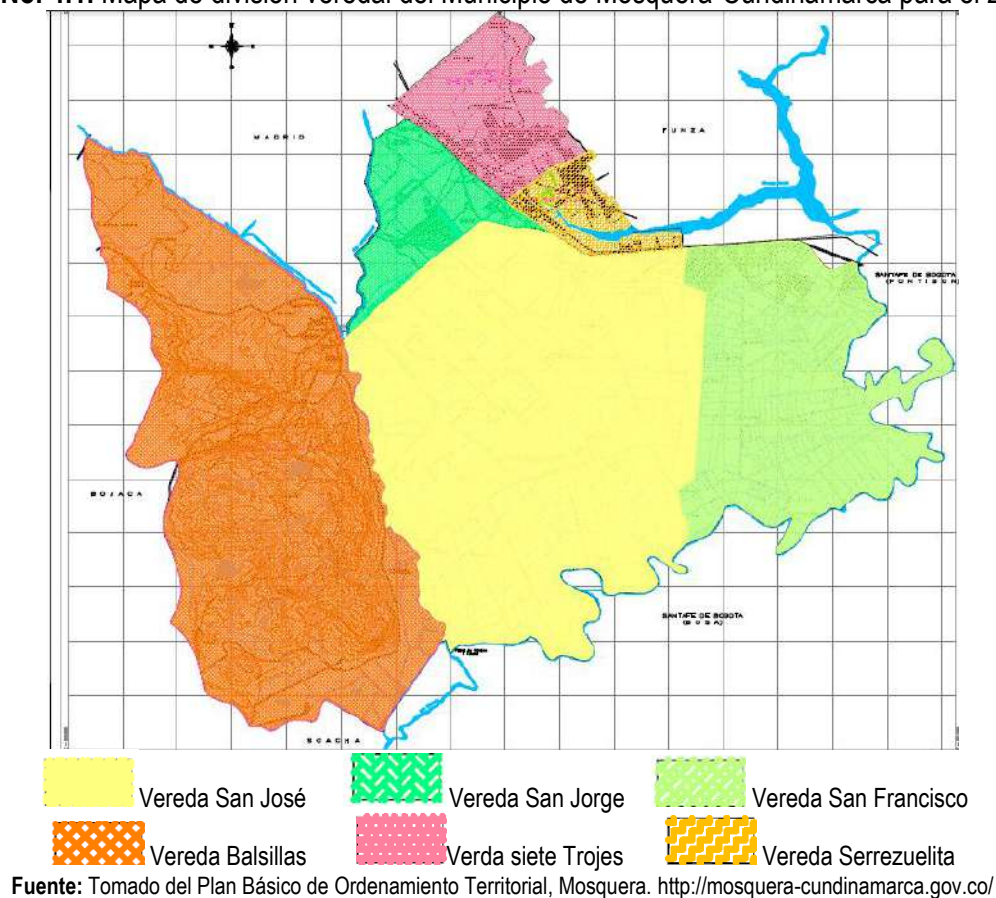 No. 4.1. Mapa de división veredal del Municipio de Mosquera-Cundinamarca para el
MADRID
FUNZA
SANTAFE DE BOGOTA
(FONTIBON)
BOJACA
SANTAFE DE BOGOTA
(BOSA)
SOACHA
Vereda San José
Vereda San Jorge
Vereda San Francisco
Vereda Balsillas
Verda siete Trojes
Vereda Serrezuelita
Fuente: Tomado del Plan Básico de Ordenamiento Territorial, Mosquera. http://mosquera-cundinamarca.gov.co/